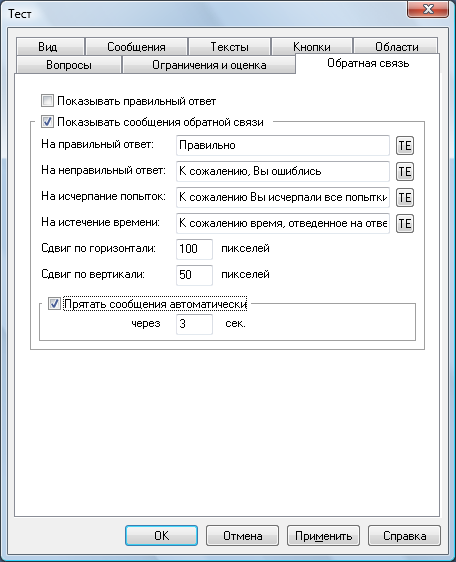 Тест
Вид Сообщения Тексты Кнопки Области
Вопросы Ограничения и оценка Обратная связь
Показывать правильный ответ
Показывать сообщения обратной связи
На правильный ответ: Правильно TE
На неправильный ответ: К сожалению, Вы ошиблись TE
На исчерпание попыток: К сожалению Вы исчерпали все попытки TE
На истечение времени: К сожалению время, отведенное на отве TE
Сдвиг по горизонтали: 100 пикселей
Сдвиг по вертикали: 50 пикселей
Прятать сообщения автоматически
через 3 сек.
OK Отмена Применить Справка